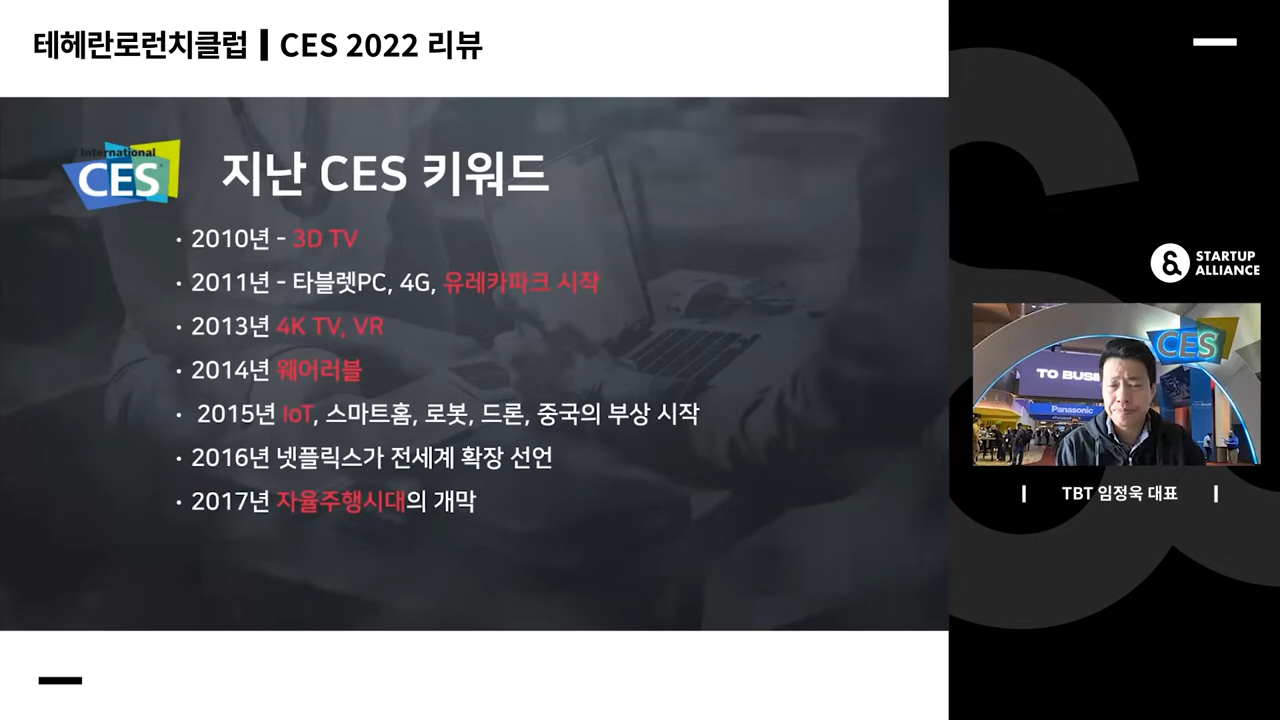 테헤란로런치클럽 | CES 2022 리뷰
International
CES
지난 CES 키워드
· 2010년 - 3D TV
· 2011년 - 타블렛PC, 4G, 유레카파크 시작
· 2013년 4K TV, VR
· 2014년 웨어러블
· 2015년 IoT, 스마트홈, 로봇, 드론, 중국의 부상 시작
· 2016년 넷플릭스가 전세계 확장 선언
· 2017년 자율주행시대의 개막
STARTUP
ALLIANCE
CES
TO BUS
Panasonic
| TBT 임정욱 대표 |